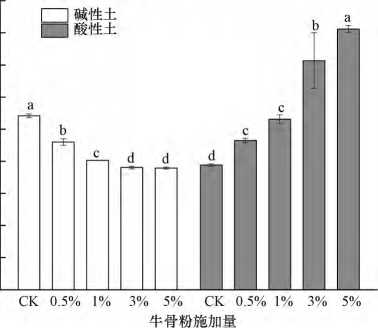 碱性土
酸性土
a b c d d d c c b a
CK 0.5% 1% 3% 5% CK 0.5% 1% 3% 5%
牛骨粉施加量